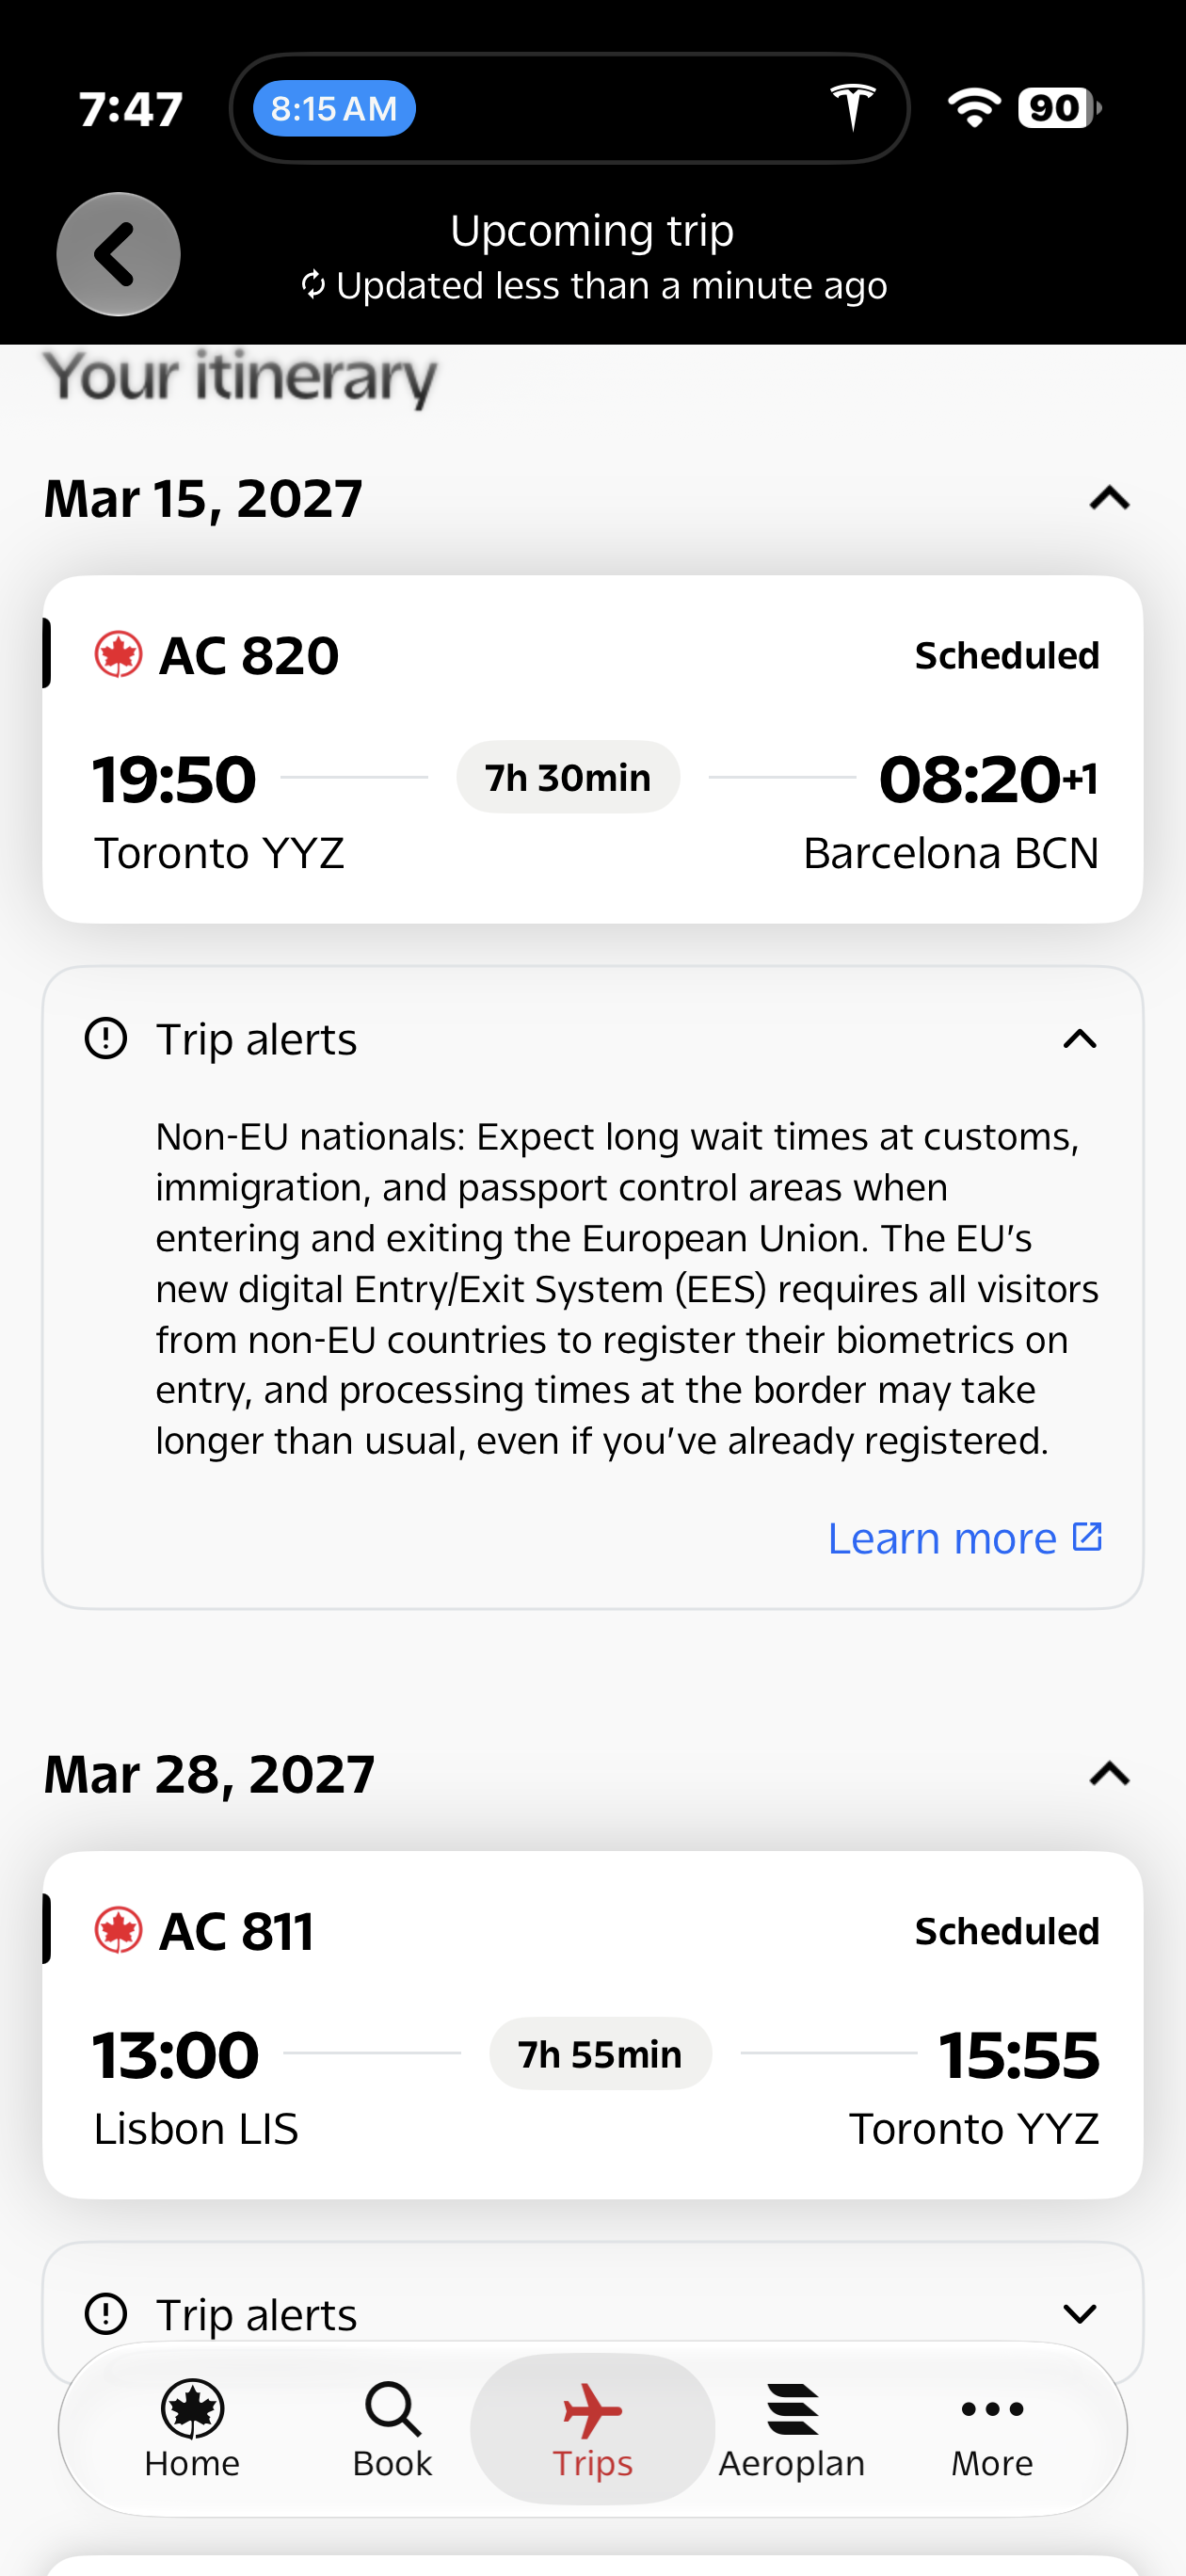 7:47
8:15 AM
90
Upcoming trip
Updated less than a minute ago
Your itinerary
Mar 15, 2027
AC 820
Scheduled
19:50
7h 30min
08:20+1
Toronto YYZ
Barcelona BCN
Trip alerts
Non-EU nationals: Expect long wait times at customs,
immigration, and passport control areas when
entering and exiting the European Union. The EU’s
new digital Entry/Exit System (EES) requires all visitors
from non-EU countries to register their biometrics on
entry, and processing times at the border may take
longer than usual, even if you’ve already registered.
Learn more
Mar 28, 2027
AC 811
Scheduled
13:00
7h 55min
15:55
Lisbon LIS
Toronto YYZ
Trip alerts
Home
Book
Trips
Aeroplan
More